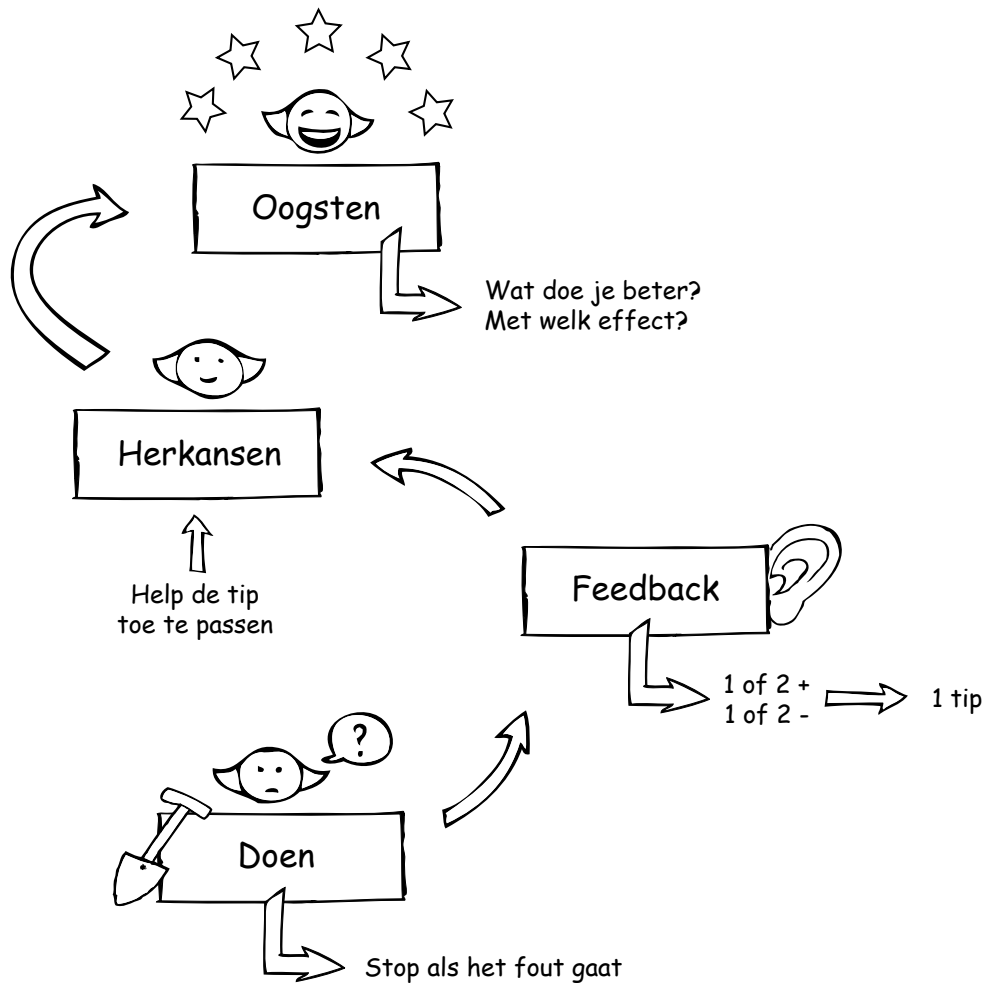 Oogsten
Wat doe je beter?
Met welk effect?
Herkansen
Help de tip
toe te passen
Feedback
1 of 2 +
1 of 2 -
1 tip
?
Doen
Stop als het fout gaat